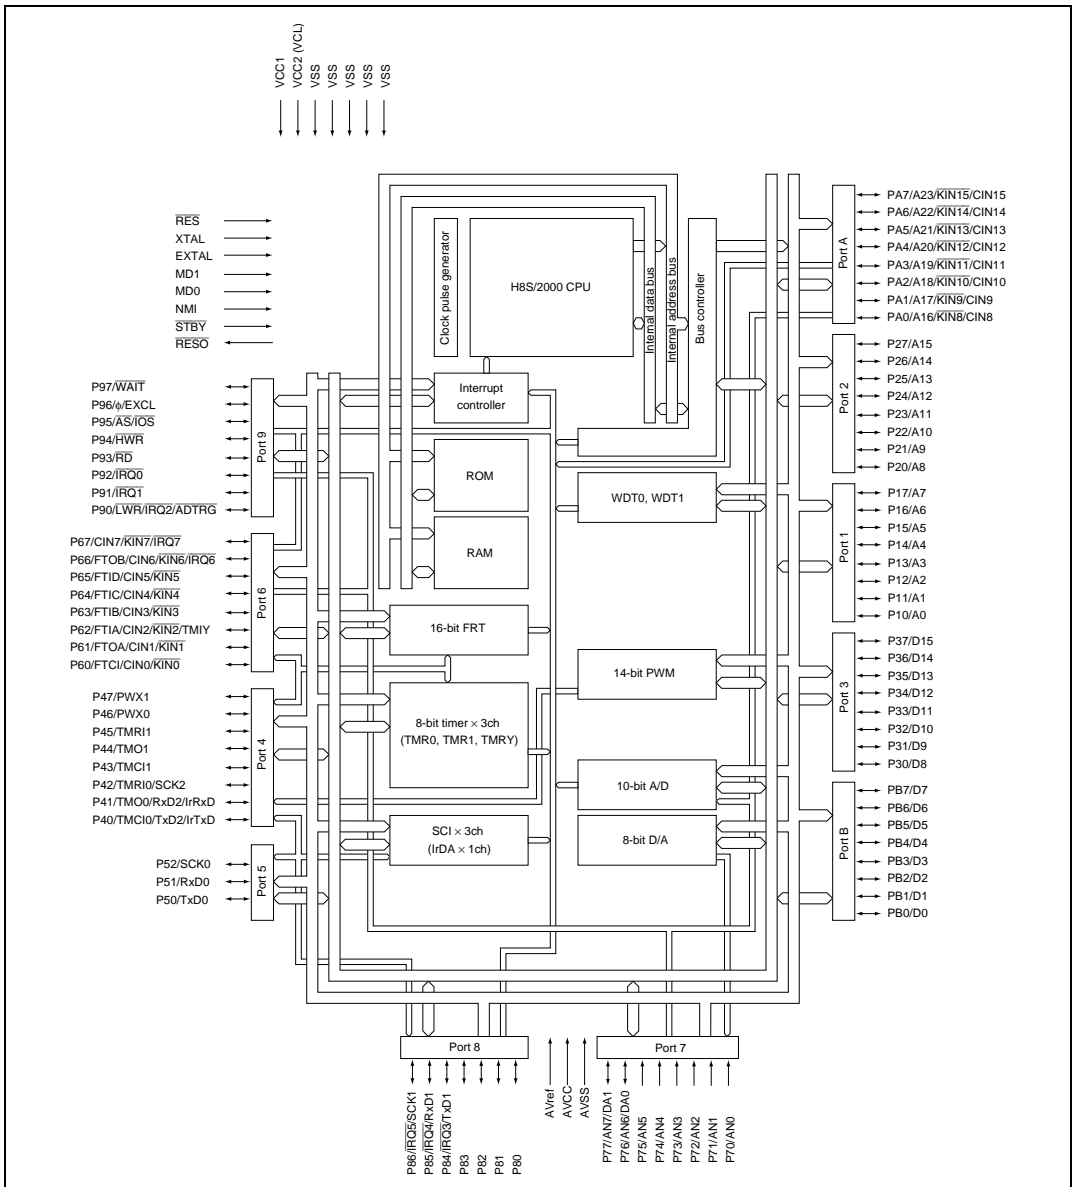 VCC1
VCC2 (VCL)
VSS
VSS
VSS
VSS
VSS
RES
XTAL
EXTAL
MD1
MD0
NMI
STBY
RESO
Clock pulse generator
H8S/2000 CPU
Internal data bus
Internal address bus
Bus controller
Interrupt
controller
ROM
RAM
WDT0, WDT1
16-bit FRT
14-bit PWM
8-bit timer × 3ch
(TMR0, TMR1, TMRY)
10-bit A/D
SCI × 3ch
(IrDA × 1ch)
8-bit D/A
P97/WAIT
P96/ϕ/EXCL
P95/AS/IOS
P94/HWR
P93/RD
P92/IRQ0
P91/IRQ1
P90/LWR/IRQ2/ADTRG
Port 9
P67/CIN7/KIN7/IRQ7
P66/FTOB/CIN6/KIN6/IRQ6
P65/FTID/CIN5/KIN5
P64/FTIC/CIN4/KIN4
P63/FTIB/CIN3/KIN3
P62/FTIA/CIN2/KIN2/TMIY
P61/FTOA/CIN1/KIN1
P60/FTCI/CIN0/KIN0
Port 6
P47/PWX1
P46/PWX0
P45/TMRI1
P44/TMO1
P43/TMCI1
P42/TMRI0/SCK2
P41/TMO0/RxD2/IrRxD
P40/TMCI0/TxD2/IrTxD
Port 4
P52/SCK0
P51/RxD0
P50/TxD0
Port 5
Port A
PA7/A23/KIN15/CIN15
PA6/A22/KIN14/CIN14
PA5/A21/KIN13/CIN13
PA4/A20/KIN12/CIN12
PA3/A19/KIN11/CIN11
PA2/A18/KIN10/CIN10
PA1/A17/KIN9/CIN9
PA0/A16/KIN8/CIN8
Port 2
P27/A15
P26/A14
P25/A13
P24/A12
P23/A11
P22/A10
P21/A9
P20/A8
Port 1
P17/A7
P16/A6
P15/A5
P14/A4
P13/A3
P12/A2
P11/A1
P10/A0
Port 3
P37/D15
P36/D14
P35/D13
P34/D12
P33/D11
P32/D10
P31/D9
P30/D8
Port B
PB7/D7
PB6/D6
PB5/D5
PB4/D4
PB3/D3
PB2/D2
PB1/D1
PB0/D0
Port 8
P86/IRQ5/SCK1
P85/IRQ4/RxD1
P84/IRQ3/TxD1
P83
P82
P81
P80
AVref
AVCC
AVSS
Port 7
P77/AN7/DA1
P76/AN6/DA0
P75/AN5
P74/AN4
P73/AN3
P72/AN2
P71/AN1
P70/AN0